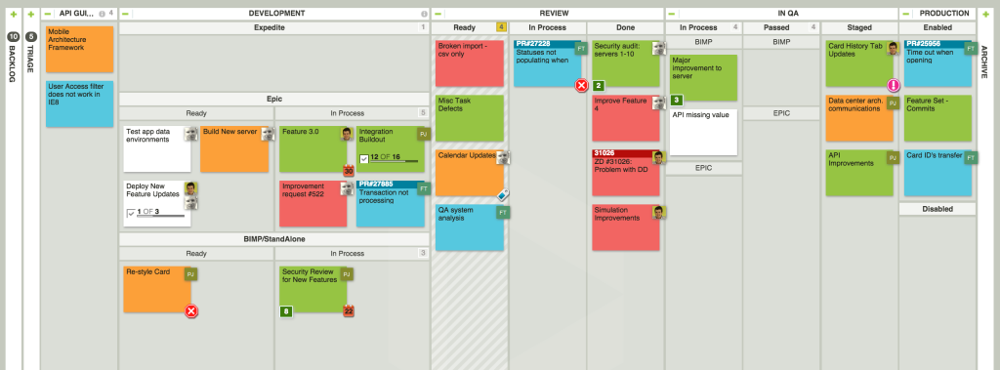 10
BACKLOG
5
TRIAGE
API GUI...
4
Mobile
Architecture
Framework
User Access filter
does not work in
IE8
DEVELOPMENT
Expedite
1
Epic
Ready
In Process
5
Test app data
environments
Build New server
Feature 3.0
30
Integration
Buildout
PJ
12 OF 16
Deploy New
Feature Updates
1 OF 3
Improvement
request #522
PR#27885
Transaction not
processing
FT
BIMP/StandAlone
Ready
In Process
3
Re-style Card
PJ
Security Review
for New Features
PJ
8
22
REVIEW
Ready
4
In Process
Done
Broken import -
csv only
Misc Task
Defects
Calendar Updates
QA system
analysis
FT
PR#27228
Statuses not
populating when
FT
Security audit:
servers 1-10
2
Improve Feature
4
31026
ZD #31026:
Problem with DD
Simulation
Improvements
IN QA
In Process
4
Passed
4
Staged
BIMP
BIMP
Major
improvement to
server
3
API missing value
EPIC
EPIC
Card History Tab
Updates
Data center arch.
communications
PJ
API
Improvements
PJ
PRODUCTION
Enabled
PR#25956
Time out when
opening
FT
Feature Set -
Commits
Card ID's transfer
FT
Disabled
ARCHIVE